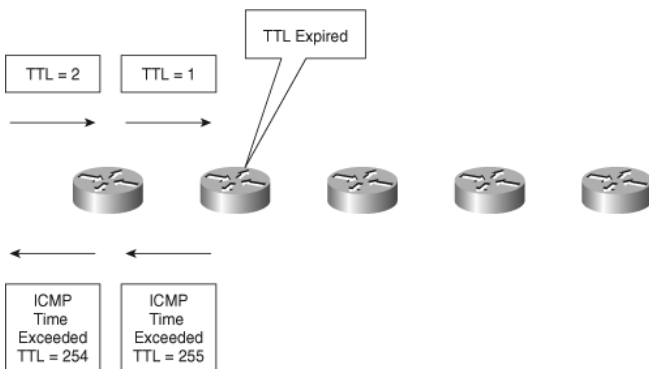 TTL Expired
TTL = 2
TTL = 1
ICMP
Time
Exceeded
TTL = 254
ICMP
Time
Exceeded
TTL = 255